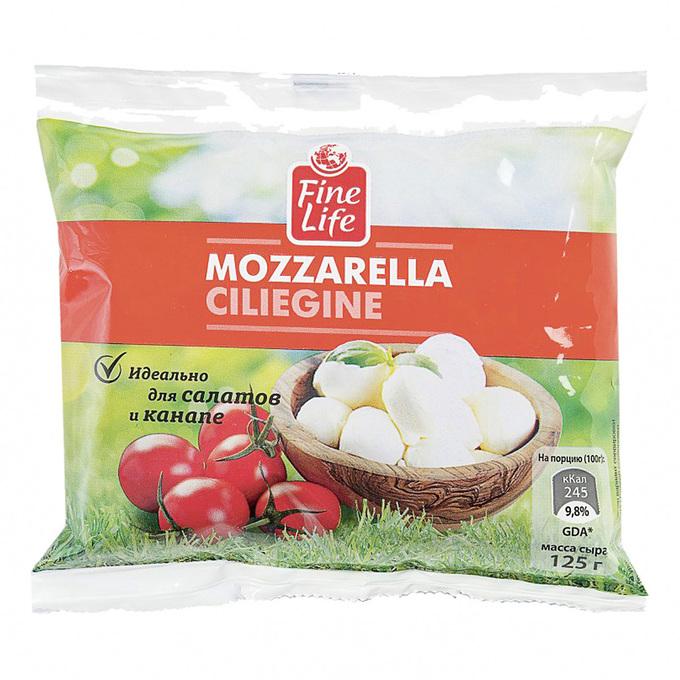 Fine
Life
MOZZARELLA
CILIEGINE
Идеально
для салатов
и канапе
На порцию (100г):
кКал
245
9,8%
GDA*
масса сыра
125 г